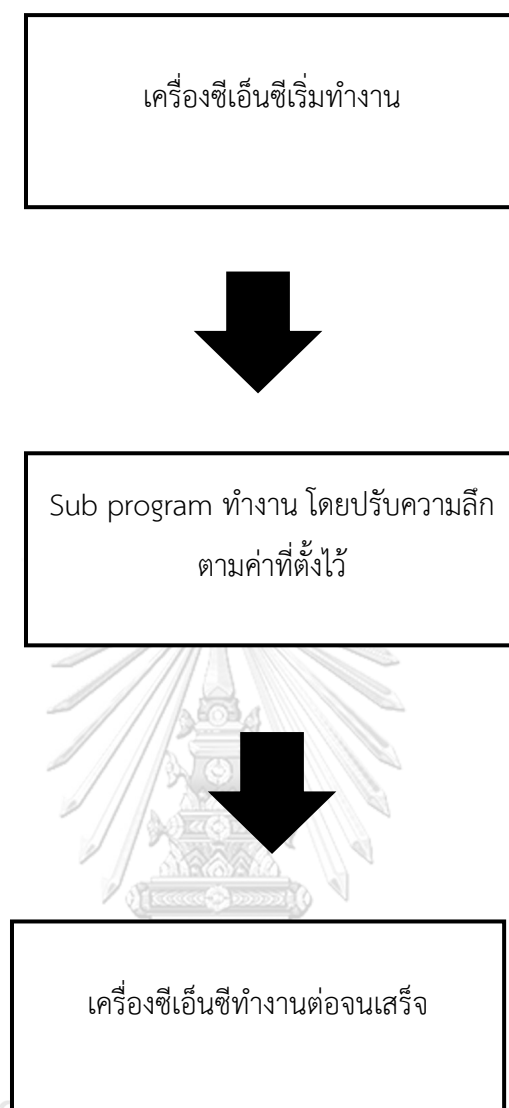 เครื่องซีเอ็นซีเริ่มทำงาน
Sub program ทำงาน โดยปรับความลึก
ตามค่าที่ตั้งไว้
เครื่องซีเอ็นซีทำงานต่อจนเสร็จ